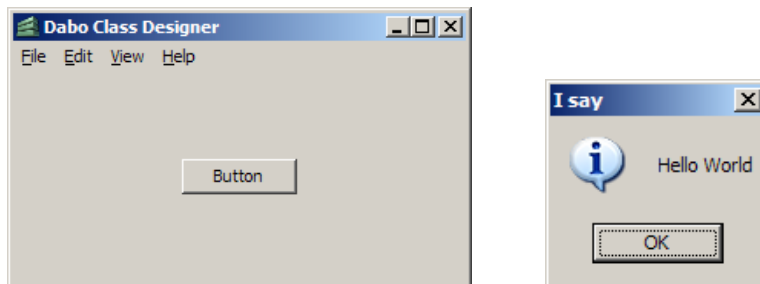 Dabo Class Designer
File Edit View Help
Button
I say
Hello World
OK